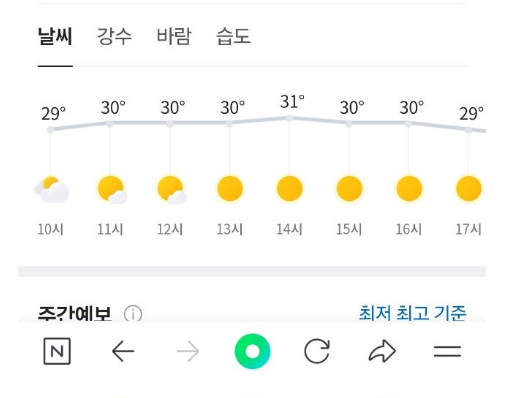 날씨 강수 바람 습도
29° 30° 30° 30° 31° 30° 30° 29°
10시 11시 12시 13시 14시 15시 16시 17시
주간예보 최저 최고 기준
N